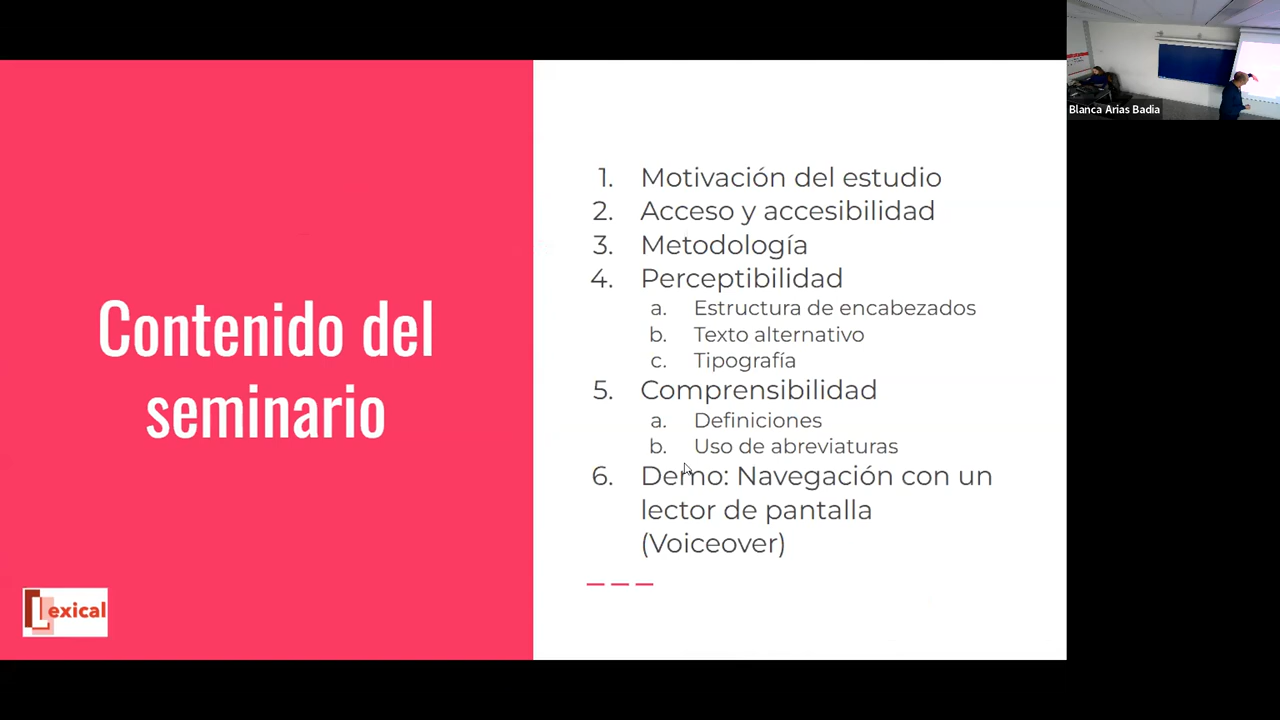 Contenido del
seminario
1. Motivación del estudio
2. Acceso y accesibilidad
3. Metodología
4. Perceptibilidad
a. Estructura de encabezados
b. Texto alternativo
c. Tipografía
5. Comprensibilidad
a. Definiciones
b. Uso de abreviaturas
6. Demo: Navegación con un
lector de pantalla
(Voiceover)
Lexical
Blanca Arias Badia